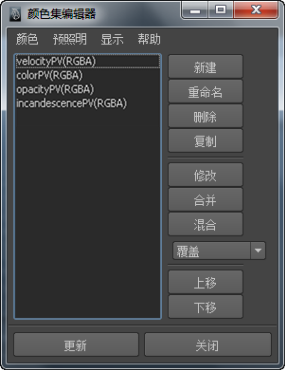 颜色集编辑器
颜色 预照明 显示 帮助
velocityPV(RGBA)
colorPV(RGBA)
opacityPV(RGBA)
incandescencePV(RGBA)
新建
重命名
删除
复制
修改
合并
混合
覆盖
上移
下移
更新 关闭